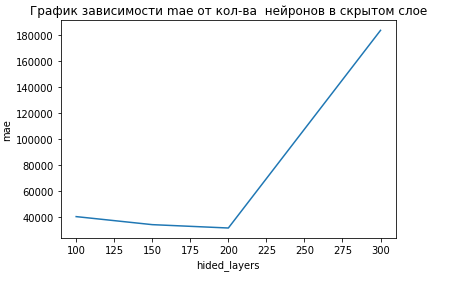 График зависимости mae от кол-ва  нейронов в скрытом слое
180000
160000
140000
120000
100000
80000
60000
40000
mae
100 125 150 175 200 225 250 275 300
hided_layers